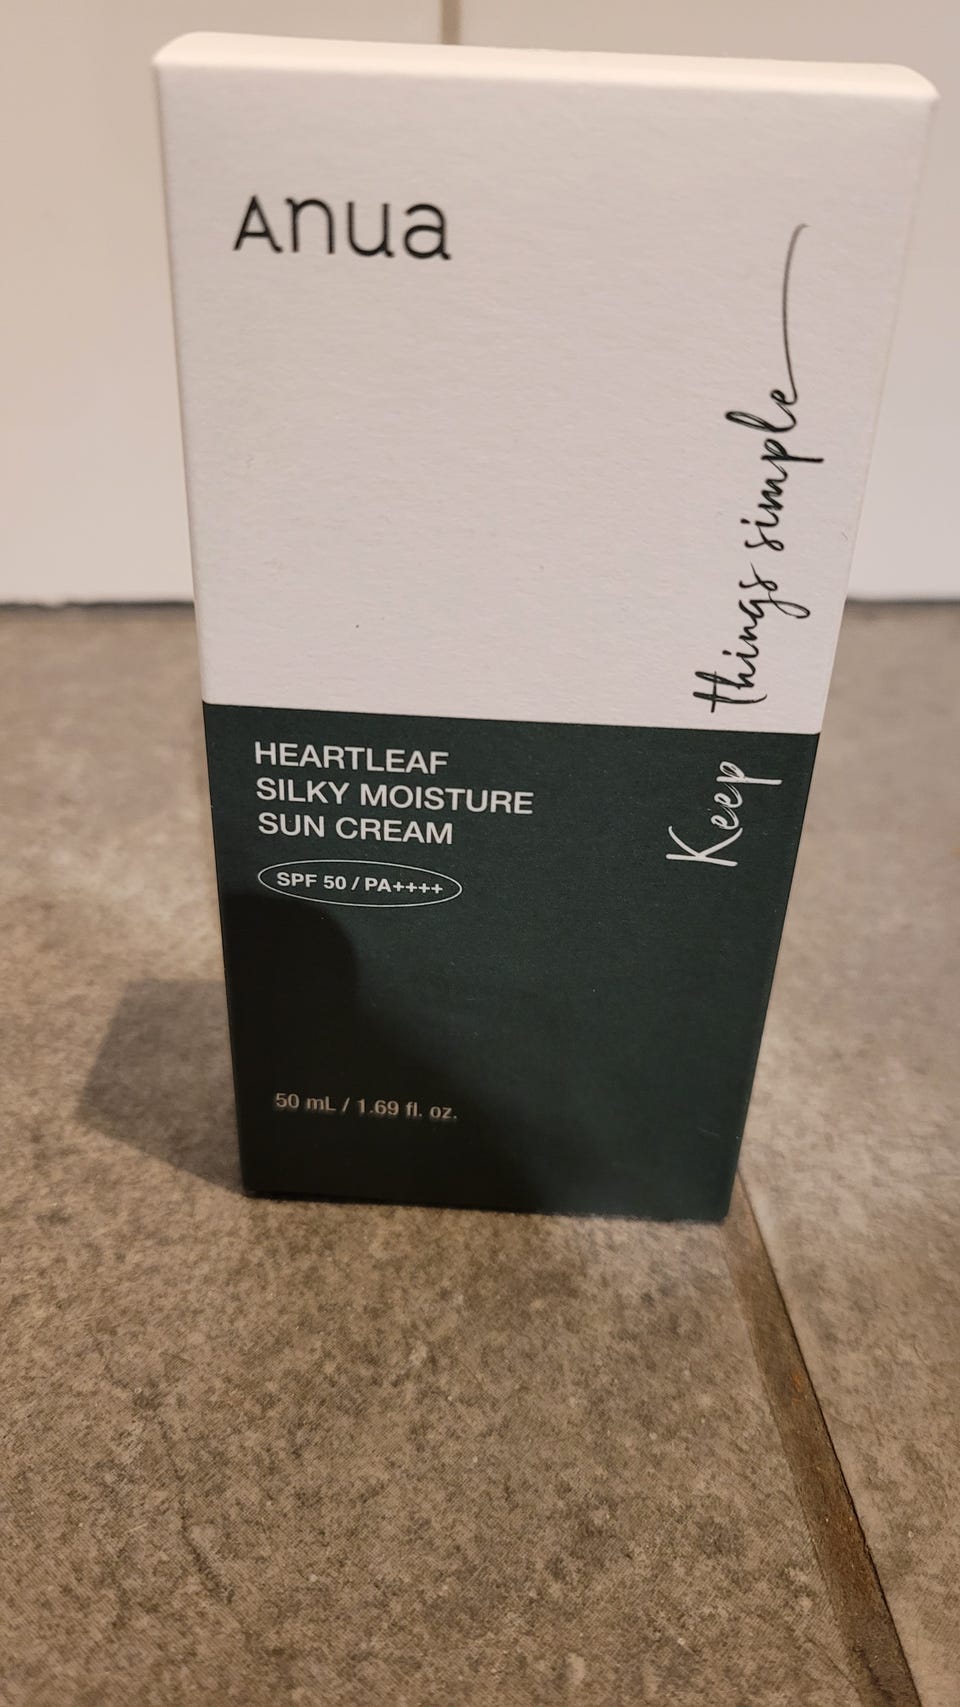 Anua
Keep things simple
HEARTLEAF
SILKY MOISTURE
SUN CREAM
SPF 50 / PA++++
50 mL / 1.69 fl. oz.